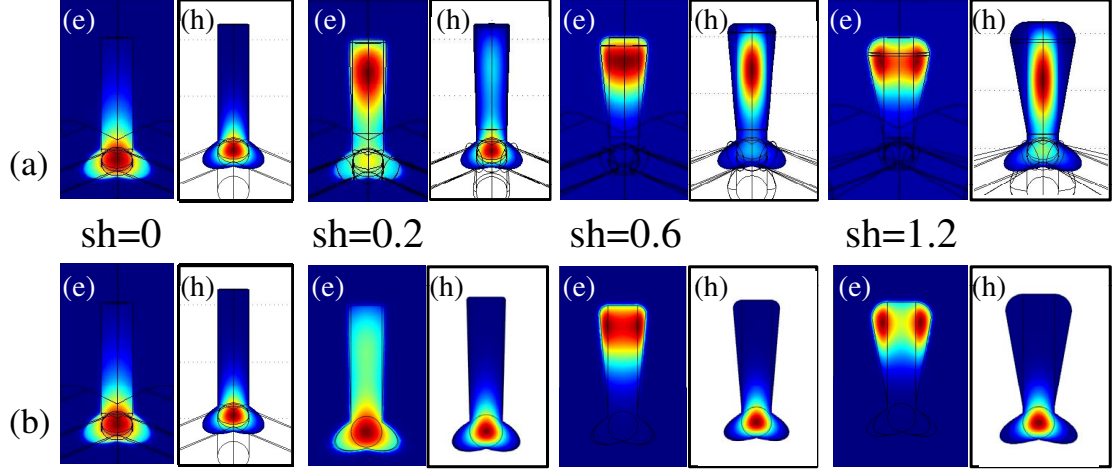 (e) (h) (e) (h) (e) (h) (e) (h)
(a)
sh=0 sh=0.2 sh=0.6 sh=1.2
(e) (h) (e) (h) (e) (h) (e) (h)
(b)